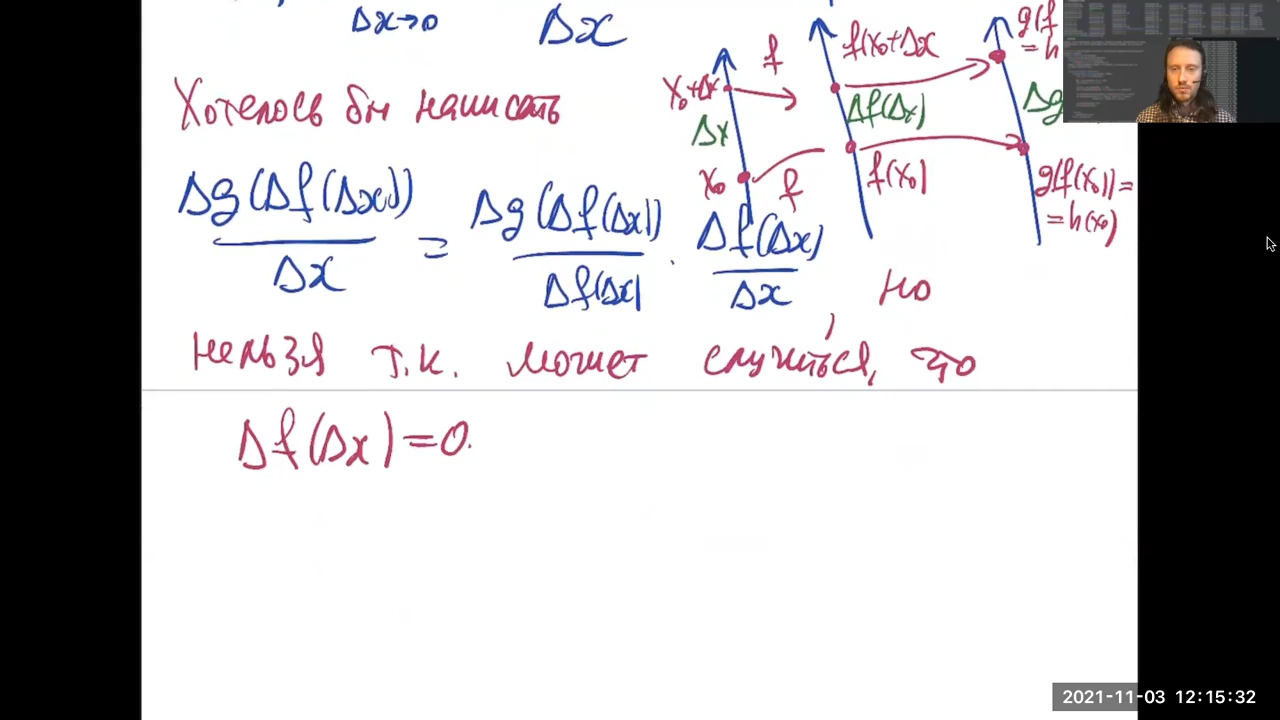 Δx→0 Δx
Хотелось бы написать
Δg(Δf(Δx)) / Δx = Δg(Δf(Δx)) / Δf(Δx) · Δf(Δx) / Δx , но
нельзя т.к. может случиться, что
Δf(Δx)=0.
x₀+Δx
f
f(x₀+Δx
g(f
=h
Δx
Δf(Δx)
Δg
x₀
f
f(x₀)
g(f(x₀))=
=h(x₀)
2021-11-03 12:15:32